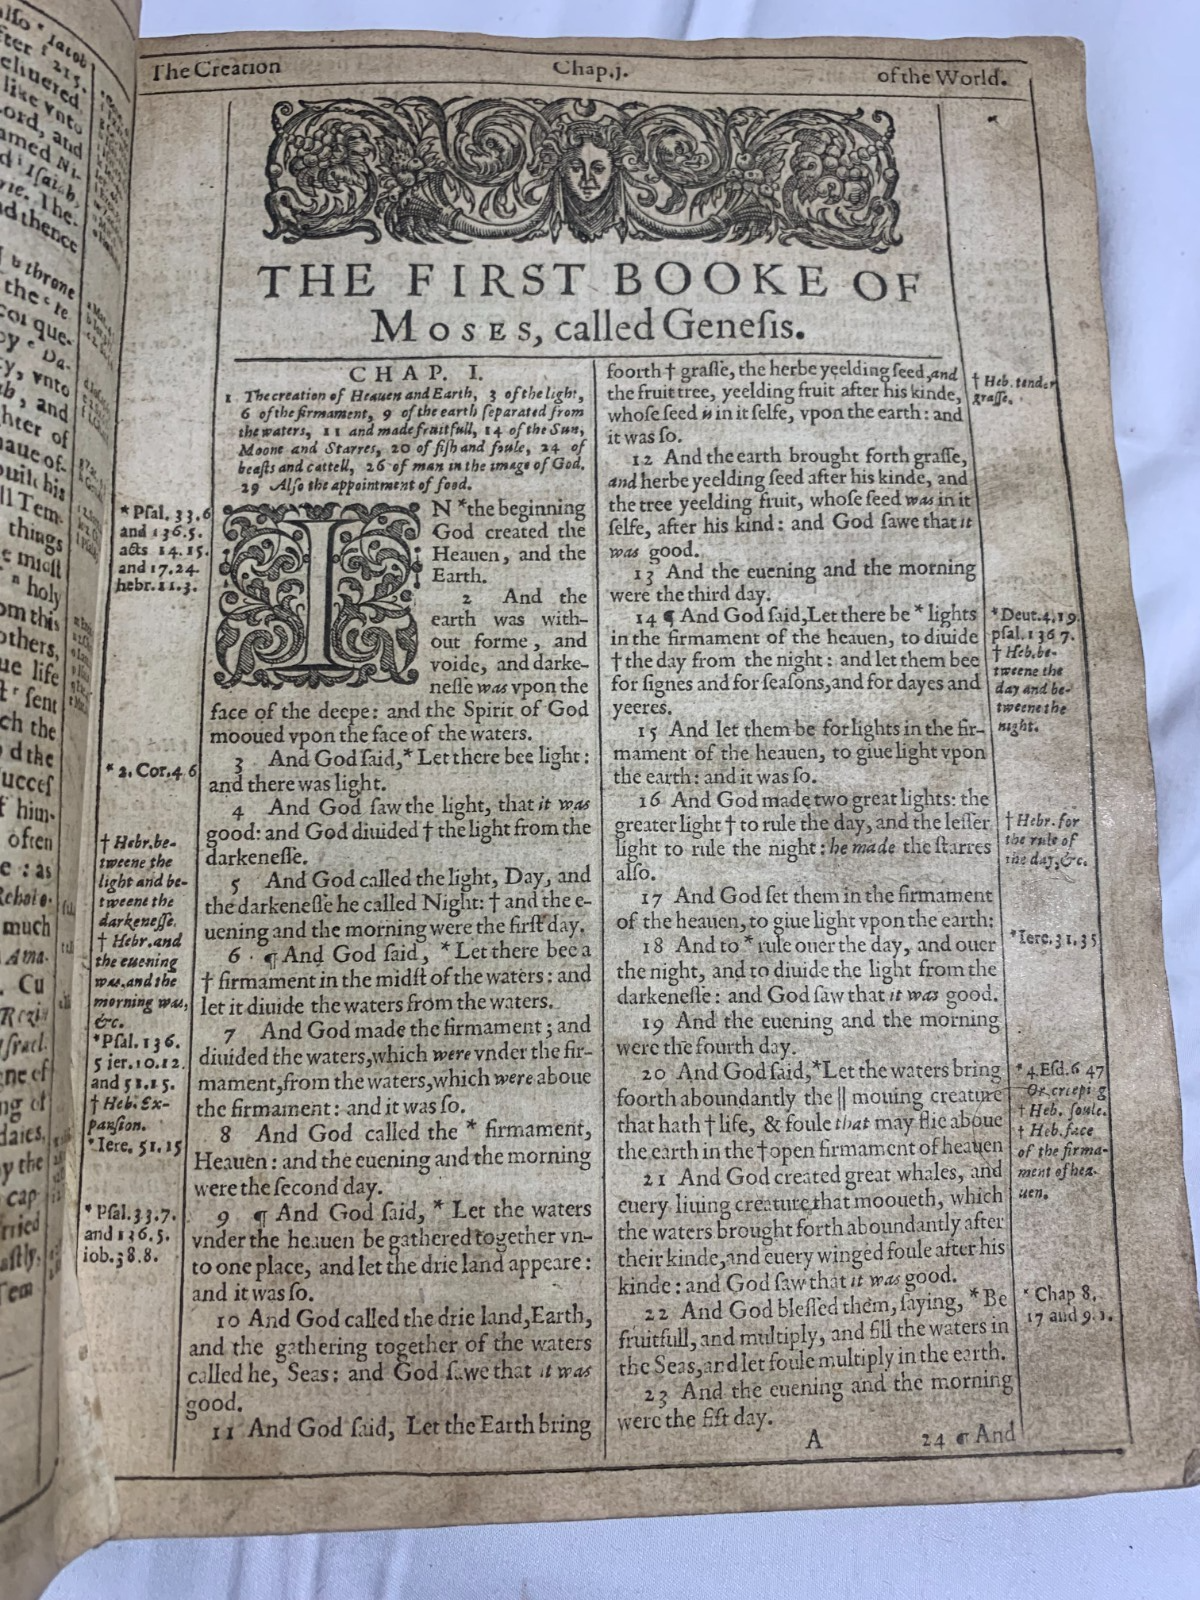 The Creation Chap.j. of the World.
THE FIRST BOOKE OF
MOSES, called Geneſis.
CHAP. I.
1 The creation of Heauen and Earth, 3 of the light,
6 of the firmament, 9 of the earth ſeparated from
the waters, 11 and made fruitfull, 14 of the Sun,
Moone and Starres, 20 of fiſh and foule, 24 of
beaſts and cattell, 26 of man in the image of God.
29 Alſo the appointment of food.
IN *the beginning
God created the
Heauen, and the
Earth.
2 And the
earth was with-
out forme, and
voide, and darke-
neſſe was vpon the
face of the deepe: and the Spirit of God
mooued vpon the face of the waters.
3 And God ſaid,* Let there bee light:
and there was light.
4 And God ſaw the light, that it was
good: and God diuided † the light from the
darkeneſſe.
5 And God called the light, Day, and
the darkeneſſe he called Night: † and the e-
uening and the morning were the firſt day.
6 ¶ And God ſaid, * Let there bee a
† firmament in the midſt of the waters: and
let it diuide the waters from the waters.
7 And God made the firmament; and
diuided the waters,which were vnder the fir-
mament,from the waters,which were aboue
the firmament: and it was ſo.
8 And God called the * firmament,
Heauen: and the euening and the morning
were the ſecond day.
9 ¶ And God ſaid, * Let the waters
vnder the heauen be gathered together vn-
to one place, and let the drie land appeare:
and it was ſo.
10 And God called the drie land,Earth,
and the gathering together of the waters
called he, Seas: and God ſawe that it was
good.
11 And God ſaid, Let the Earth bring
* Pſal. 33.6
and 136.5.
acts 14.15.
and 17.24.
hebr.11.3.
* 2. Cor.4 6
† Hebr.be-
tweene the
light and be-
tweene the
darkeneſſe.
† Hebr.and
the euening
was,and the
morning was,
&c.
*Pſal. 136.
5 ier.10.12.
and 51.15.
† Heb. Ex-
panſion.
*Iere. 51.15
* Pſal.33.7.
and 136.5.
iob.38.8.
foorth † graſſe, the herbe yeelding ſeed,and
the fruit tree, yeelding fruit after his kinde,
whoſe ſeed is in it ſelfe, vpon the earth: and
it was ſo.
12 And the earth brought forth graſſe,
and herbe yeelding ſeed after his kinde, and
the tree yeelding fruit, whoſe ſeed was in it
ſelfe, after his kind: and God ſawe that it
was good.
13 And the euening and the morning
were the third day.
14 ¶ And God ſaid,Let there be * lights
in the firmament of the heauen, to diuide
† the day from the night: and let them bee
for ſignes and for ſeaſons,and for dayes and
yeeres.
15 And let them be for lights in the fir-
mament of the heauen, to giue light vpon
the earth: and it was ſo.
16 And God made two great lights: the
greater light † to rule the day, and the leſſer
light to rule the night: he made the ſtarres
alſo.
17 And God ſet them in the firmament
of the heauen, to giue light vpon the earth:
18 And to * rule ouer the day, and ouer
the night, and to diuide the light from the
darkeneſſe: and God ſaw that it was good.
19 And the euening and the morning
were the fourth day.
20 And God ſaid,*Let the waters bring
foorth aboundantly the || mouing creature
that hath † life, & foule that may flie aboue
the earth in the † open firmament of heauen
21 And God created great whales, and
euery liuing creature that mooueth, which
the waters brought forth aboundantly after
their kinde,and euery winged foule after his
kinde: and God ſaw that it was good.
22 And God bleſſed them, ſaying, * Be
fruitfull, and multiply, and fill the waters in
the Seas,and let foule multiply in the earth.
23 And the euening and the morning
were the fift day.
A 24 ¶ And
† Heb. tender
graſſe.
*Deut.4.19.
pſal.136 7.
† Heb.be-
tweene the
day and be-
tweene the
night.
† Hebr. for
the rule of
the day,&c.
*Iere.31.35
*4.Eſd.6 47
Or creeping
† Heb. ſoule.
† Heb.face
of the firma-
ment of hea-
uen.
* Chap 8.
17 and 9.1.